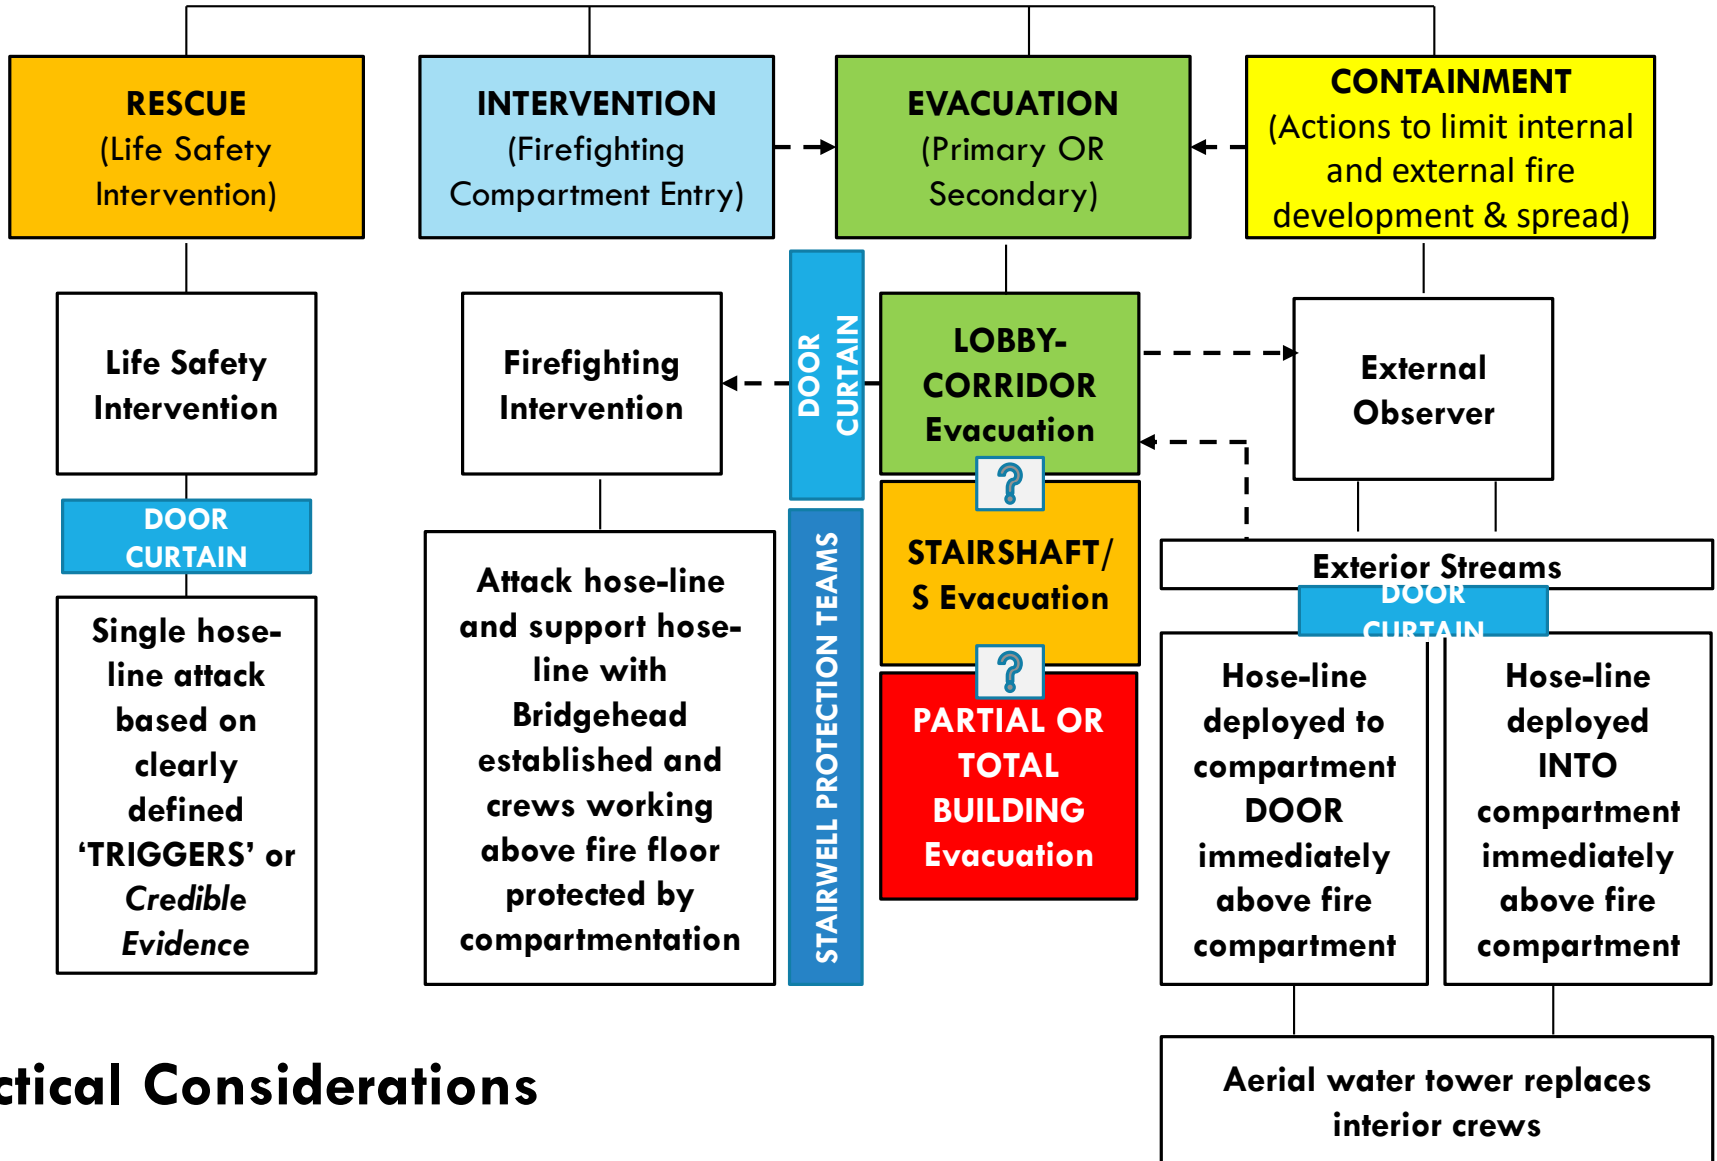 RESCUE
(Life Safety
Intervention)
INTERVENTION
(Firefighting
Compartment Entry)
EVACUATION
(Primary OR
Secondary)
CONTAINMENT
(Actions to limit internal
and external fire
development & spread)
Life Safety
Intervention
DOOR
CURTAIN
Single hose-
line attack
based on
clearly
defined
‘TRIGGERS’ or
Credible
Evidence
Firefighting
Intervention
Attack hose-line
and support hose-
line with
Bridgehead
established and
crews working
above fire floor
protected by
compartmentation
DOOR
CURTAIN
STAIRWELL PROTECTION TEAMS
LOBBY-
CORRIDOR
Evacuation
?
STAIRSHAFT/
S Evacuation
?
PARTIAL OR
TOTAL
BUILDING
Evacuation
External
Observer
Exterior Streams
DOOR
CURTAIN
Hose-line
deployed to
compartment
DOOR
immediately
above fire
compartment
Hose-line
deployed
INTO
compartment
immediately
above fire
compartment
Aerial water tower replaces
interior crews
ctical Considerations